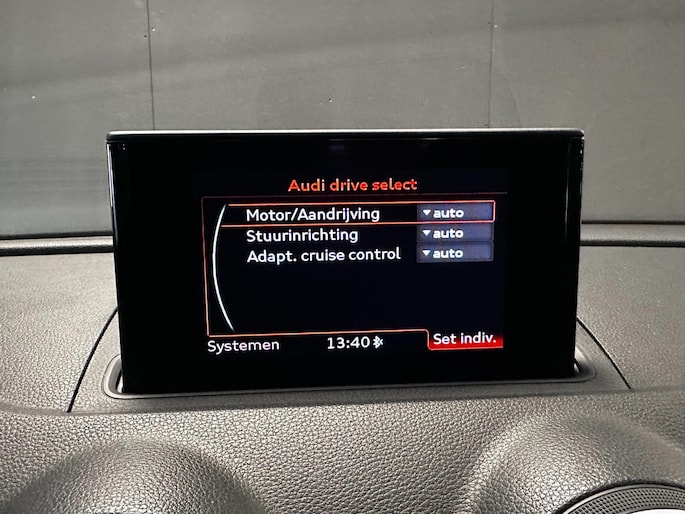 Audi drive select
Motor/Aandrijving auto
Stuurinrichting auto
Adapt. cruise control auto
Systemen 13:40 Set indiv.